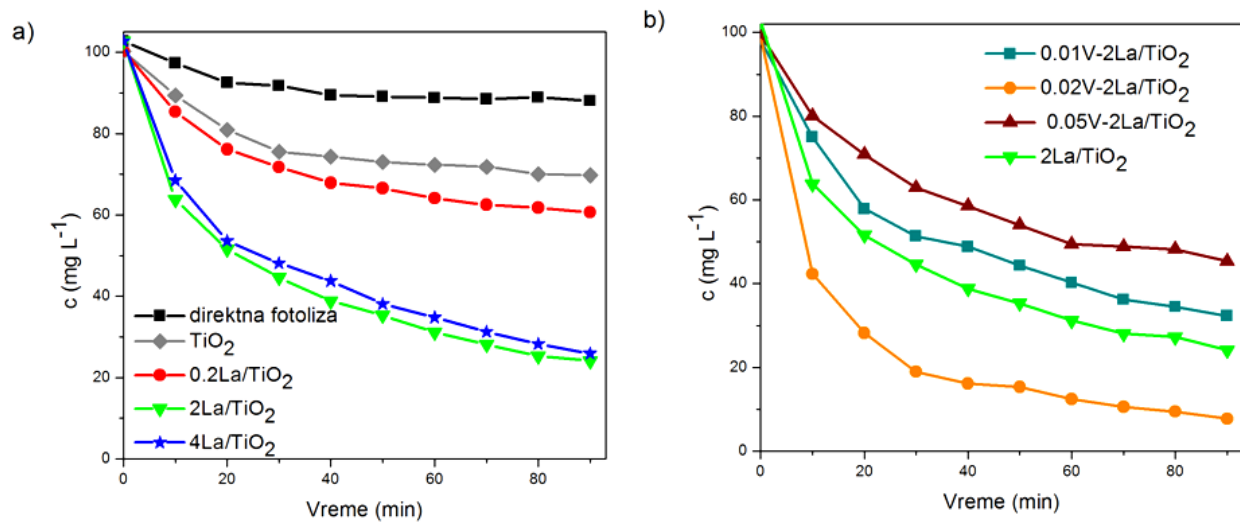 a)
c (mg L⁻¹)
100
80
60
40
20
0
0
20
40
60
80
Vreme (min)
direktna fotoliza
TiO₂
0.2La/TiO₂
2La/TiO₂
4La/TiO₂
b)
c (mg L⁻¹)
100
80
60
40
20
0
0
20
40
60
80
Vreme (min)
0.01V-2La/TiO₂
0.02V-2La/TiO₂
0.05V-2La/TiO₂
2La/TiO₂